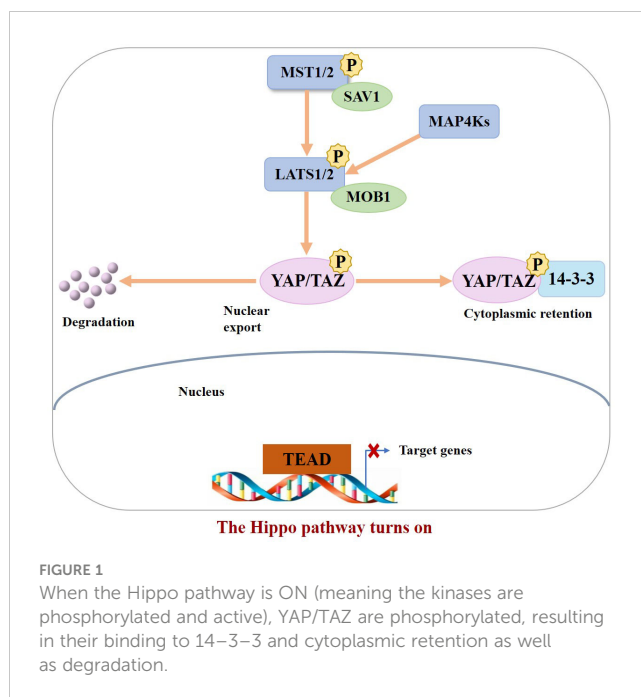 MST1/2
P
SAV1
MAP4Ks
P
LATS1/2
MOB1
P
YAP/TAZ
P
YAP/TAZ
14-3-3
Degradation
Nuclear
export
Cytoplasmic retention
Nucleus
TEAD
Target genes
The Hippo pathway turns on
FIGURE 1
When the Hippo pathway is ON (meaning the kinases are
phosphorylated and active), YAP/TAZ are phosphorylated, resulting
in their binding to 14–3–3 and cytoplasmic retention as well
as degradation.